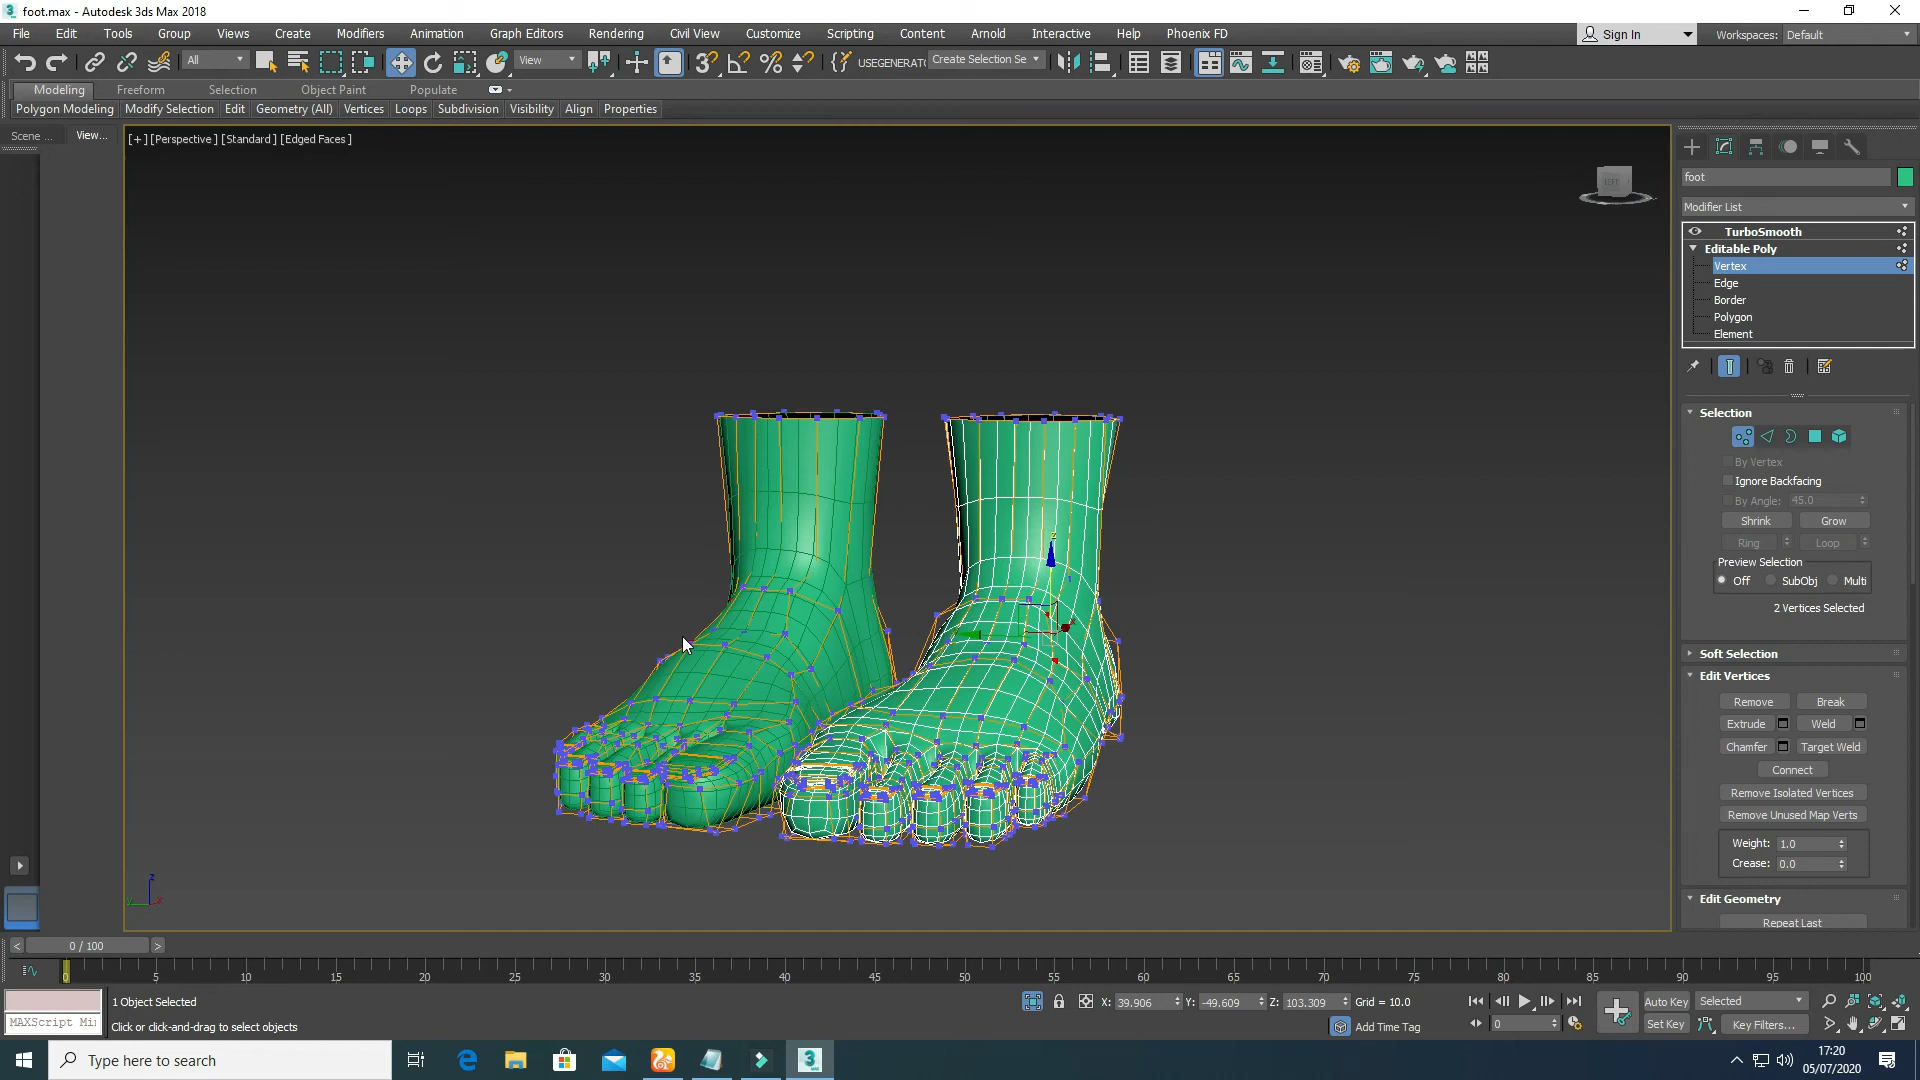 foot.max - Autodesk 3ds Max 2018
File Edit Tools Group Views Create Modifiers Animation Graph Editors Rendering Civil View Customize Scripting Content Arnold Interactive Help Phoenix FD
Sign In
Workspaces: Default
All
View
USEGENERATO
Create Selection Se
Modeling Freeform Selection Object Paint Populate
Polygon Modeling Modify Selection Edit Geometry (All) Vertices Loops Subdivision Visibility Align Properties
Scene ... View...
[+] [Perspective ] [Standard ] [Edged Faces ]
LEFT
foot
Modifier List
TurboSmooth
Editable Poly
Vertex
Edge
Border
Polygon
Element
Selection
By Vertex
Ignore Backfacing
By Angle: 45.0
Shrink Grow
Ring Loop
Preview Selection
Off SubObj Multi
2 Vertices Selected
Soft Selection
Edit Vertices
Remove Break
Extrude Weld
Chamfer Target Weld
Connect
Remove Isolated Vertices
Remove Unused Map Verts
Weight: 1.0
Crease: 0.0
Edit Geometry
Repeat Last
z
y x
z
< 0 / 100 >
0 5 10 15 20 25 30 35 40 45 50 55 60 65 70 75 80 85 90 95 100
1 Object Selected
X: 39.906 Y: -49.609 Z: 103.309 Grid = 10.0
Auto Key Selected
MAXScript Mi
Click or click-and-drag to select objects
Add Time Tag
0
Set Key Key Filters...
Type here to search
17:20
05/07/2020